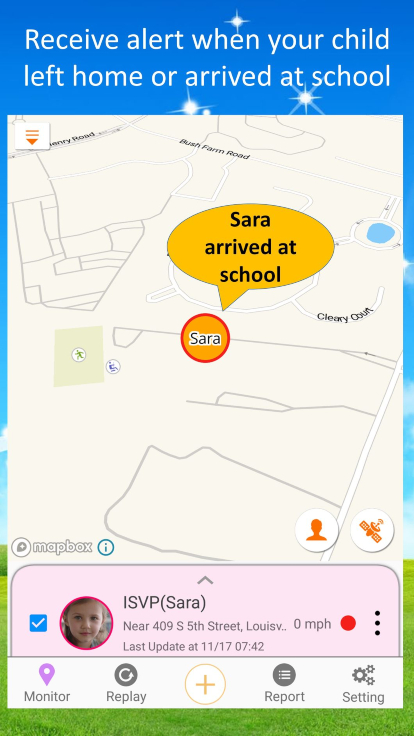 Receive alert when your child
left home or arrived at school
enry Road
Bush Farm Road
Sara
arrived at
school
Cleary Court
Sara
mapbox
ISVP(Sara)
Near 409 S 5th Street, Louisv.. 0 mph
Last Update at 11/17 07:42
Monitor Replay Report Setting